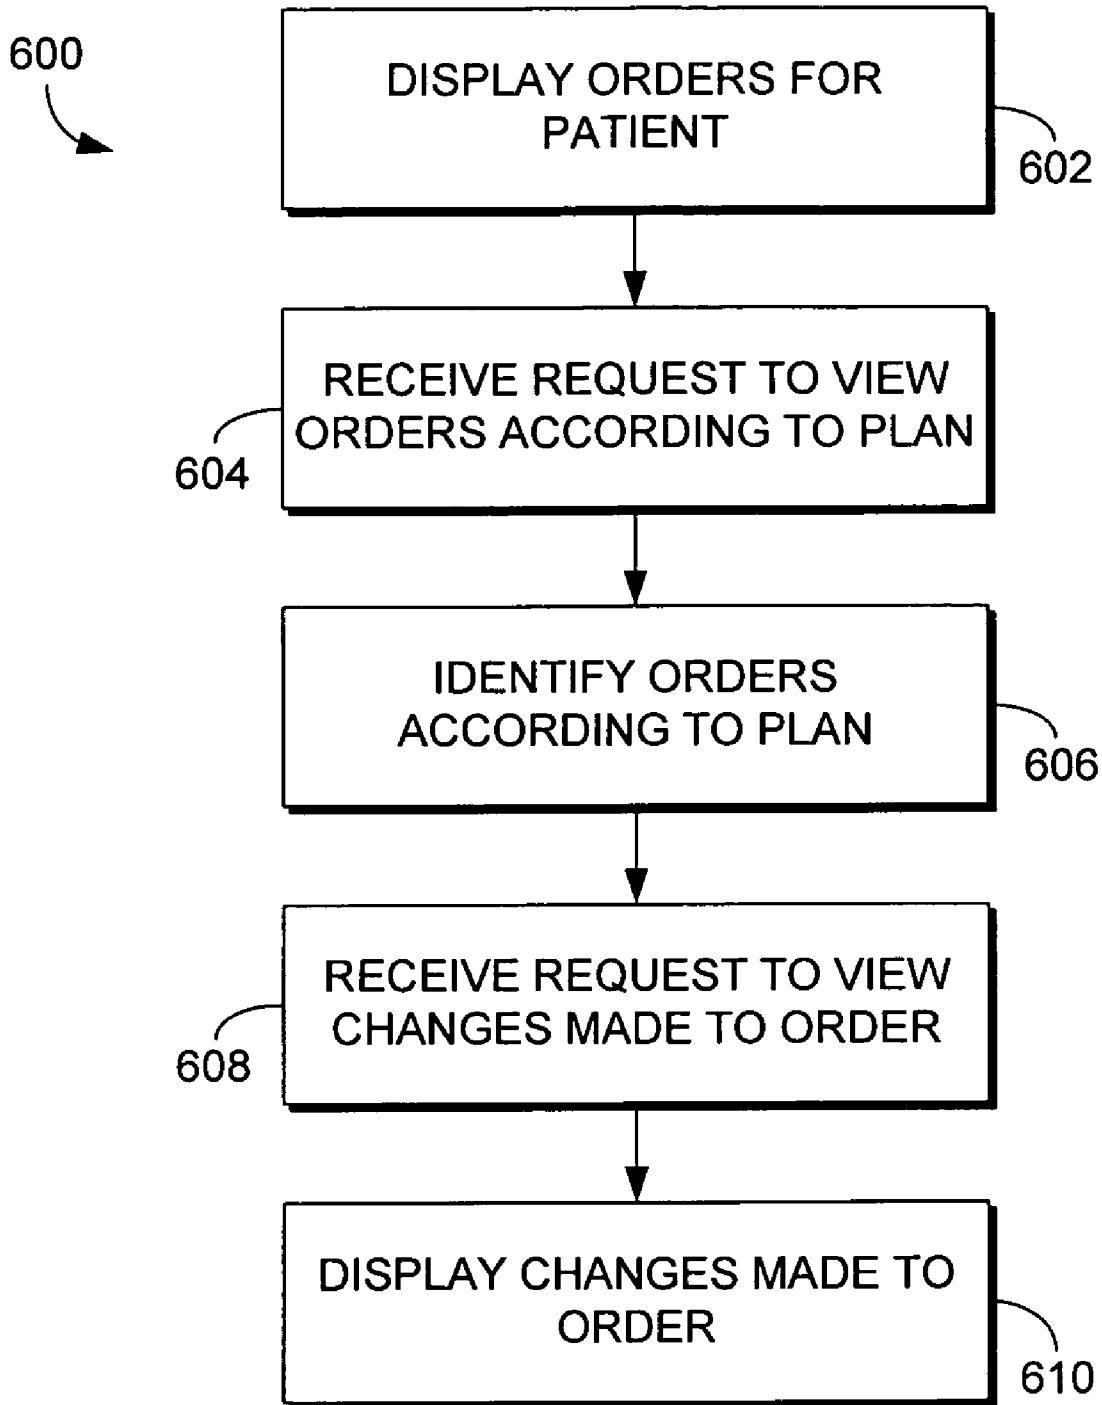 600
DISPLAY ORDERS FOR
PATIENT
602
RECEIVE REQUEST TO VIEW
ORDERS ACCORDING TO PLAN
604
IDENTIFY ORDERS
ACCORDING TO PLAN
606
RECEIVE REQUEST TO VIEW
CHANGES MADE TO ORDER
608
DISPLAY CHANGES MADE TO
ORDER
610